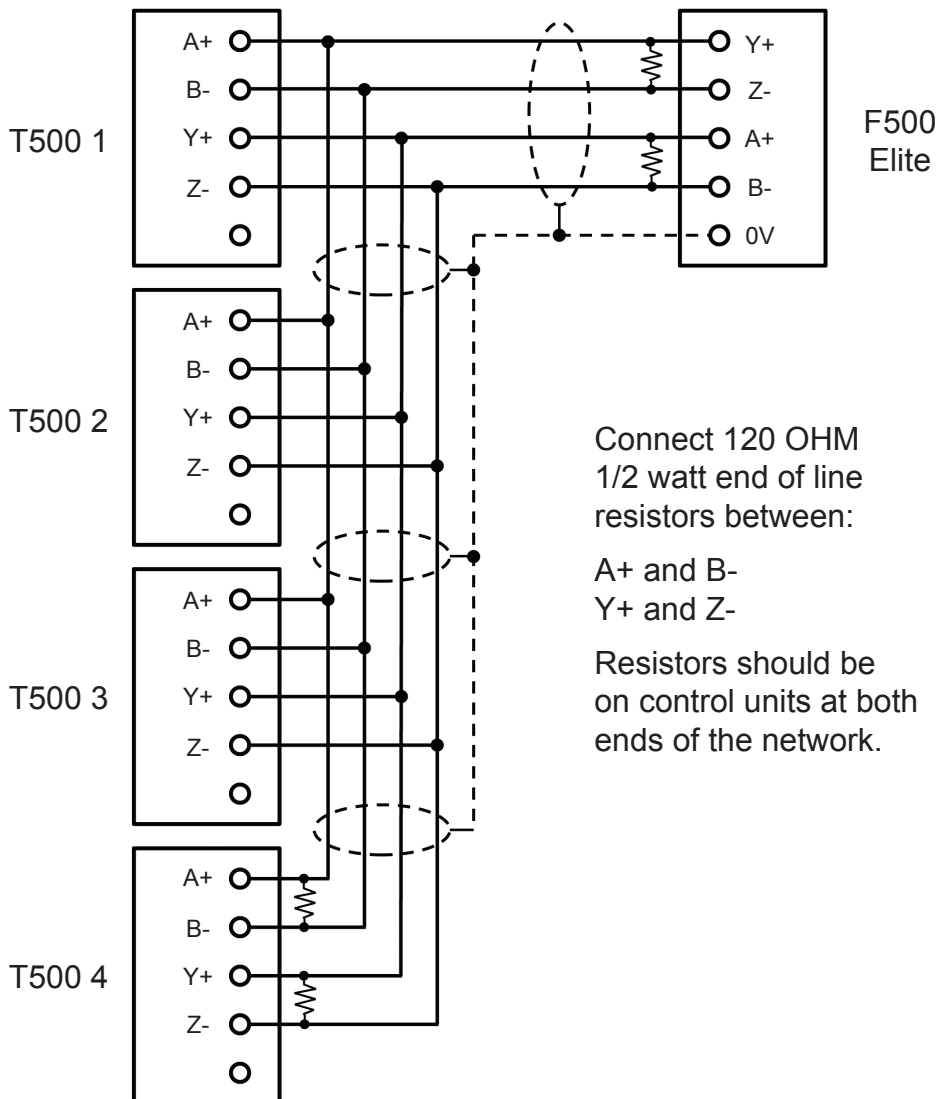 T500 1
A+
B-
Y+
Z-
Y+
Z-
A+
B-
0V
F500
Elite
T500 2
A+
B-
Y+
Z-
T500 3
A+
B-
Y+
Z-
T500 4
A+
B-
Y+
Z-
Connect 120 OHM
1/2 watt end of line
resistors between:
A+ and B-
Y+ and Z-
Resistors should be
on control units at both
ends of the network.